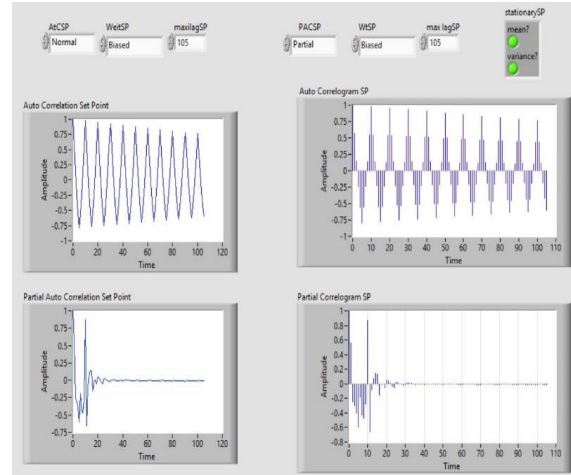 AtCSP WeitSP maxilagSP PACSP WtSP max lagSP stationarySP
Normal Biased 105 Partial Biased 105 mean?
variance?
Auto Correlation Set Point
1
0.75
0.5
0.25
0
-0.25
-0.5
-0.75
-1
Amplitude
0 20 40 60 80 100 120
Time
Auto Correlogram SP
1
0.75
0.5
0.25
0
-0.25
-0.5
-0.75
-1
Amplitude
0 10 20 30 40 50 60 70 80 90 100 110
Time
Partial Auto Correlation Set Point
1
0.75
0.5
0.25
0
-0.25
-0.5
-0.75
Amplitude
0 20 40 60 80 100 120
Time
Partial Correlogram SP
1
0.8
0.6
0.4
0.2
0
-0.2
-0.4
-0.6
-0.8
Amplitude
0 10 20 30 40 50 60 70 80 90 100 110
Time